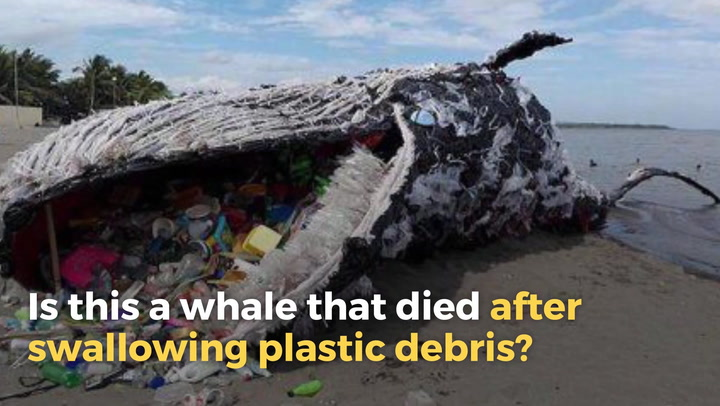 Is this a whale that died after
swallowing plastic debris?